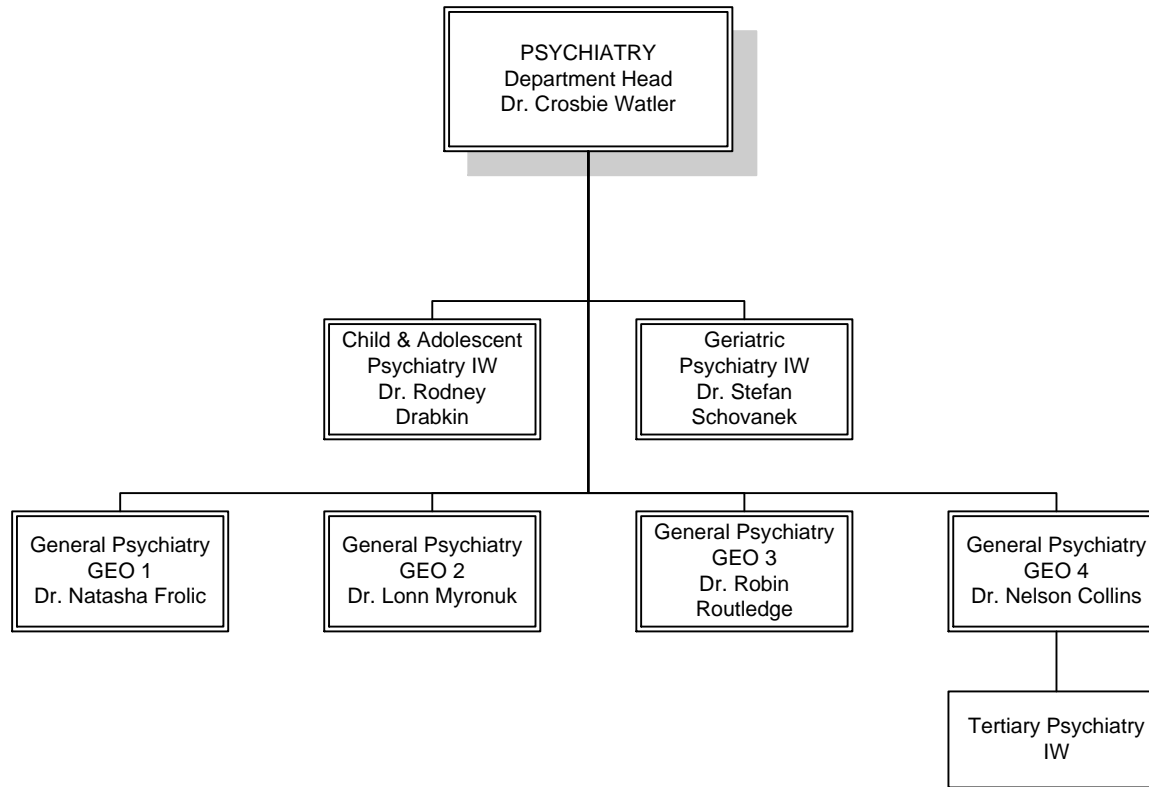 PSYCHIATRY
Department Head
Dr. Crosbie Watler
Child & Adolescent
Psychiatry IW
Dr. Rodney
Drabkin
Geriatric
Psychiatry IW
Dr. Stefan
Schovanek
General Psychiatry
GEO 1
Dr. Natasha Frolic
General Psychiatry
GEO 2
Dr. Lonn Myronuk
General Psychiatry
GEO 3
Dr. Robin
Routledge
General Psychiatry
GEO 4
Dr. Nelson Collins
Tertiary Psychiatry
IW